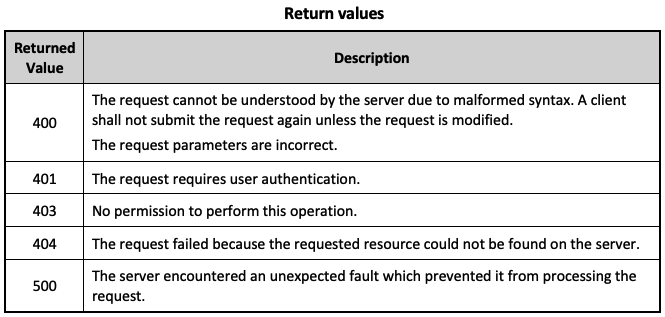 Return values
Returned
Value
Description
400
The request cannot be understood by the server due to malformed syntax. A client
shall not submit the request again unless the request is modified.
The request parameters are incorrect.
401
The request requires user authentication.
403
No permission to perform this operation.
404
The request failed because the requested resource could not be found on the server.
500
The server encountered an unexpected fault which prevented it from processing the
request.